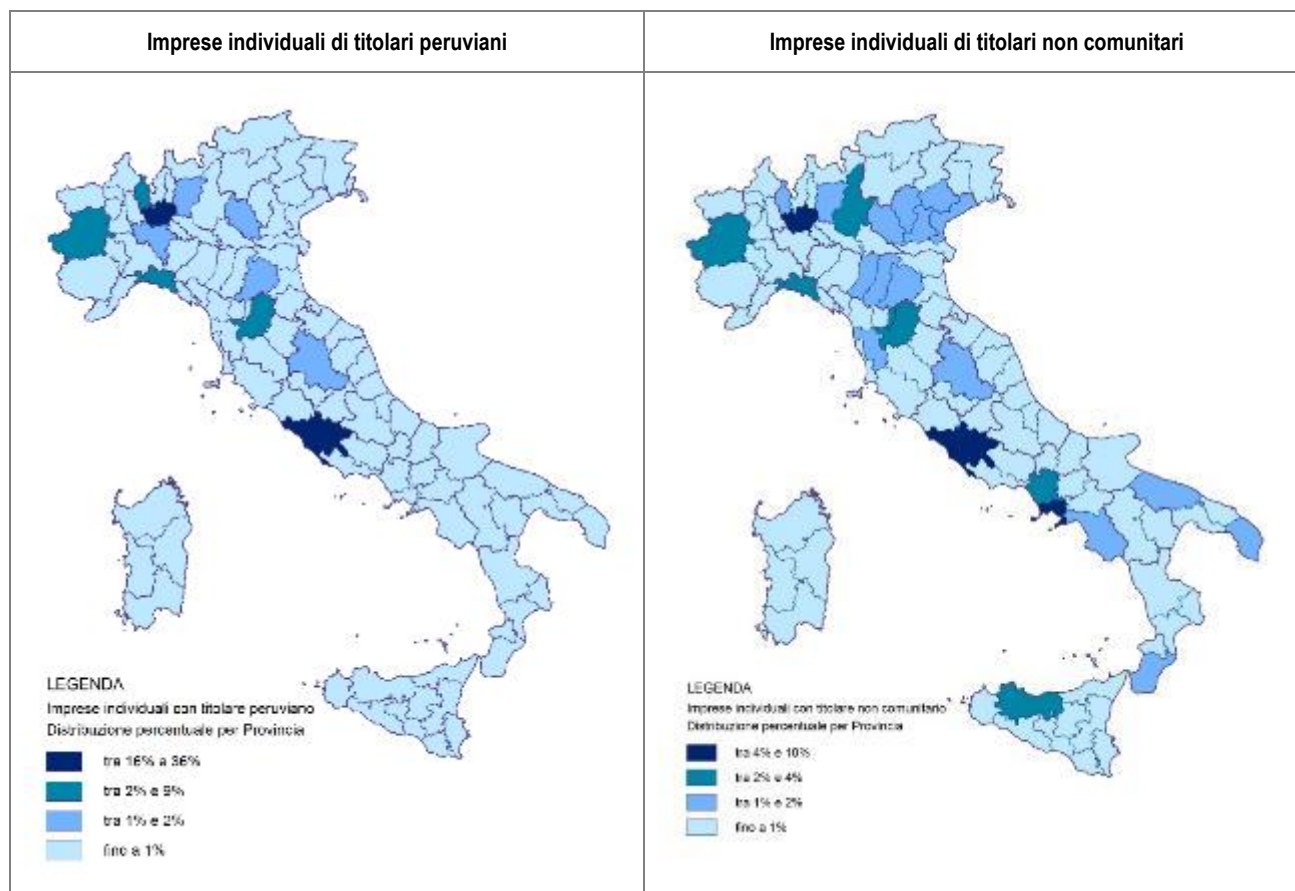 Imprese individuali di titolari peruviani
Imprese individuali di titolari non comunitari
LEGENDA
Imprese individuali con titolare peruviano
Distribuzione percentuale per Provincia
tra 16% a 36%
tra 2% e 9%
tra 1% e 2%
fino a 1%
LEGENDA
Imprese individuali con titolare non comunitario
Distribuzione percentuale per Provincia
tra 4% e 10%
tra 2% e 4%
tra 1% e 2%
fino a 1%